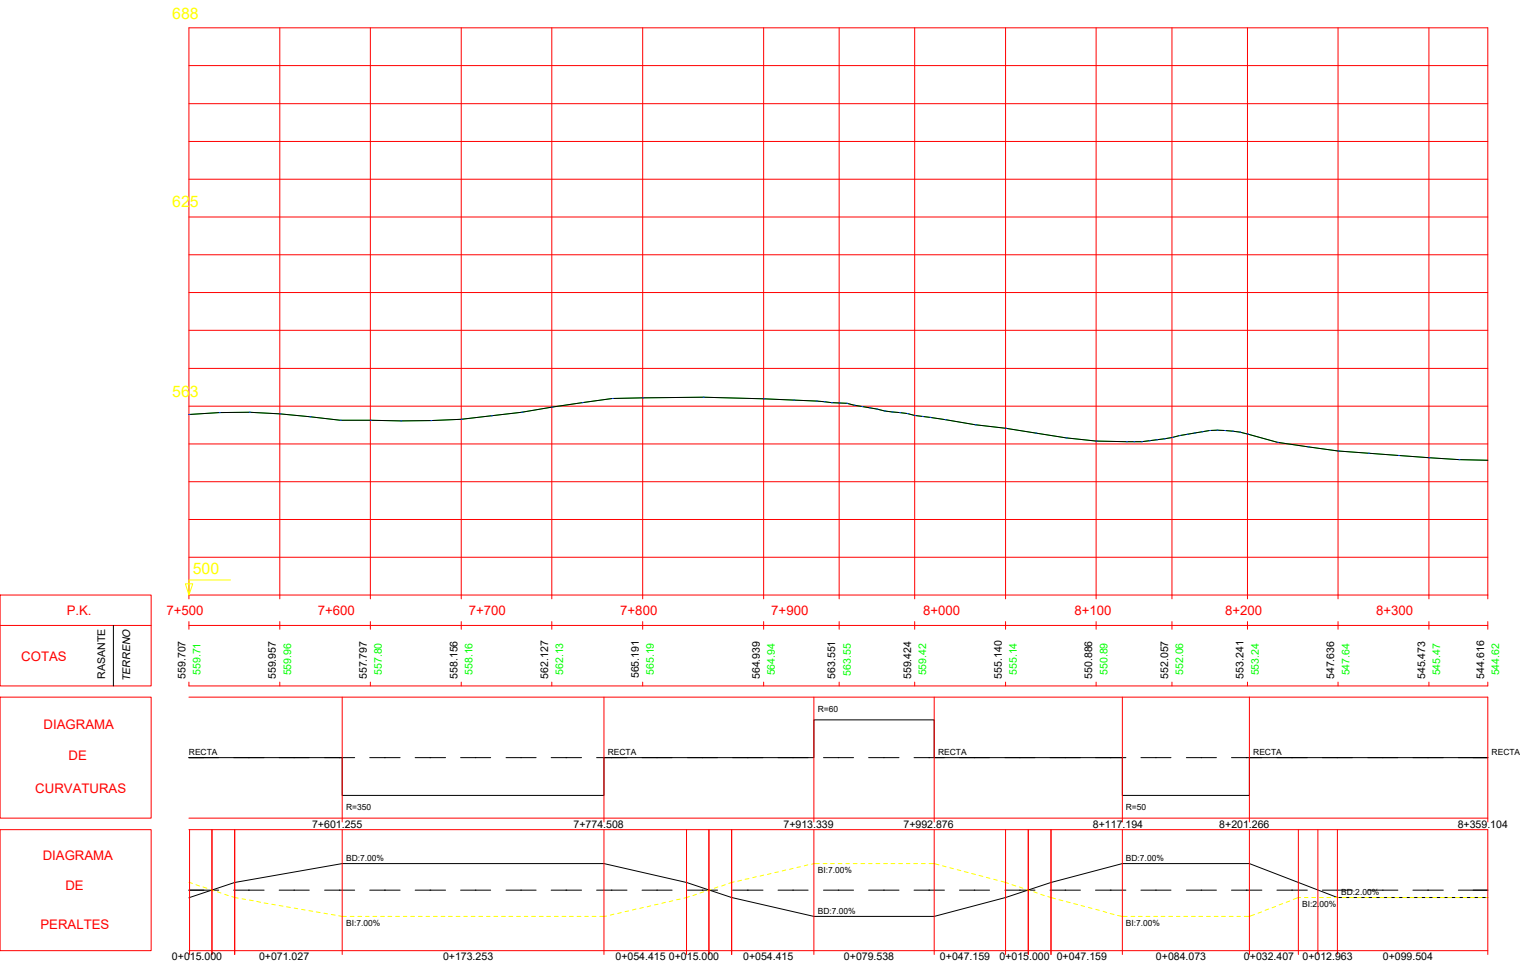 688
625
563
500
P.K.
7+500 7+600 7+700 7+800 7+900 8+000 8+100 8+200 8+300
COTAS
RASANTE
TERRENO
559.707 559.957 557.797 558.156 562.127 565.191 564.939 563.551 559.424 555.140 550.886 552.057 553.241 547.636 545.473 544.616
559.71 559.96 557.80 558.16 562.13 565.19 564.94 563.55 559.42 555.14 550.89 552.06 553.24 547.64 545.47 544.62
DIAGRAMA
DE
CURVATURAS
R=60
RECTA RECTA RECTA RECTA RECTA
R=350 R=50
7+601.255 7+774.508 7+913.339 7+992.876 8+117.194 8+201.266 8+359.104
DIAGRAMA
DE
PERALTES
BD:7.00% BI:7.00% BD:7.00%
BD:2.00%
BI:2.00%
BI:7.00% BD:7.00% BI:7.00%
0+015.000 0+071.027 0+173.253 0+054.415 0+015.000 0+054.415 0+079.538 0+047.159 0+015.000 0+047.159 0+084.073 0+032.407 0+012.963 0+099.504